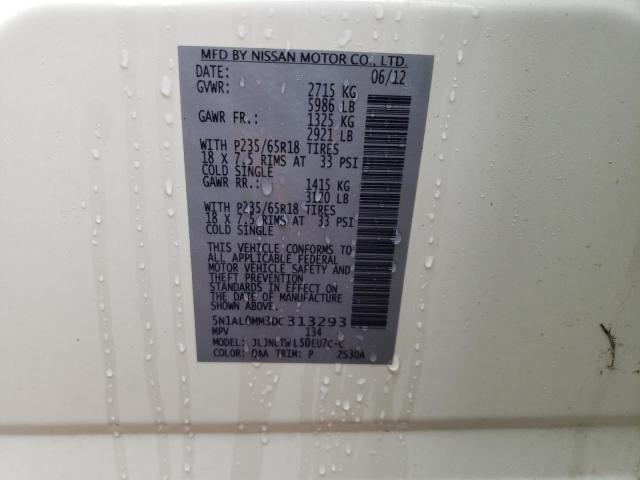 MFD BY NISSAN MOTOR CO., LTD.
DATE: 06/12
GVWR: 2715 KG
5986 LB
GAWR FR.: 1325 KG
2921 LB
WITH P235/65R18 TIRES
18 X 7.5 RIMS AT 33 PSI
COLD SINGLE
GAWR RR.: 1415 KG
3120 LB
WITH P235/65R18 TIRES
18 X 7.5 RIMS AT 33 PSI
COLD SINGLE
THIS VEHICLE CONFORMS TO
ALL APPLICABLE FEDERAL
MOTOR VEHICLE SAFETY AND
THEFT PREVENTION
STANDARDS IN EFFECT ON
THE DATE OF MANUFACTURE
SHOWN ABOVE.
5N1AL0MM3DC313293
MPV 134
MODEL: JLJNLTWL50EU7C-C
COLOR: QAA TRIM: P ZS30A